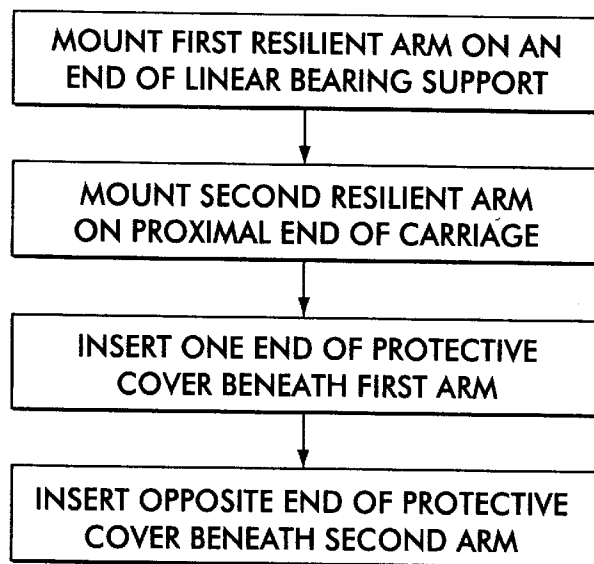 MOUNT FIRST RESILIENT ARM ON AN
END OF LINEAR BEARING SUPPORT
MOUNT SECOND RESILIENT ARM
ON PROXIMAL END OF CARRIAGE
INSERT ONE END OF PROTECTIVE
COVER BENEATH FIRST ARM
INSERT OPPOSITE END OF PROTECTIVE
COVER BENEATH SECOND ARM